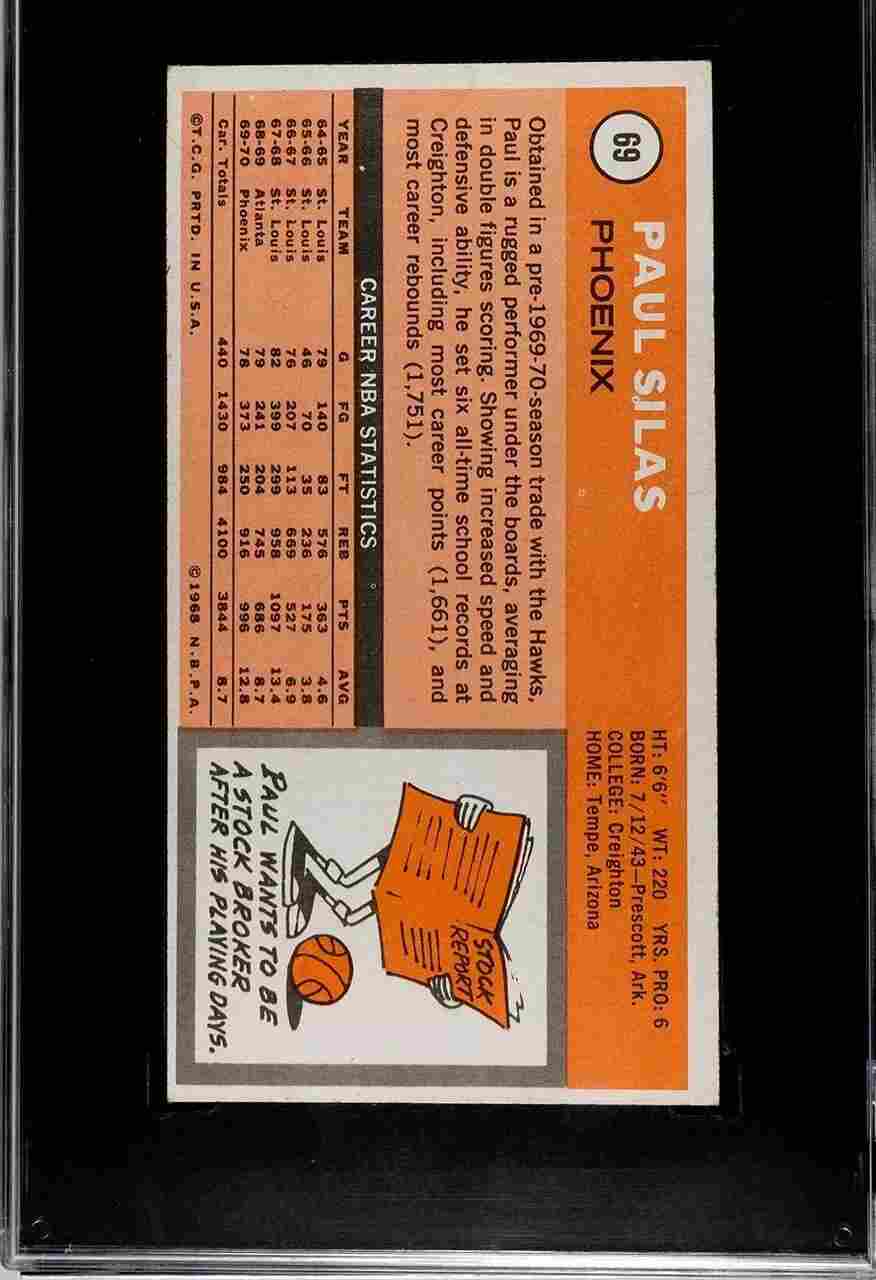 69
PAUL SILAS
PHOENIX
HT: 6'6" WT: 220 YRS. PRO: 6
BORN: 7/12/43—Prescott, Ark.
COLLEGE: Creighton
HOME: Tempe, Arizona
Obtained in a pre-1969-70-season trade with the Hawks,
Paul is a rugged performer under the boards, averaging
in double figures scoring. Showing increased speed and
defensive ability, he set six all-time school records at
Creighton, including most career points (1,661), and
most career rebounds (1,751).
CAREER NBA STATISTICS
YEAR TEAM G FG FT REB PTS AVG
64-65 St. Louis 79 140 83 576 363 4.6
65-66 St. Louis 46 70 35 236 175 3.8
66-67 St. Louis 76 207 113 669 527 6.9
67-68 St. Louis 82 399 299 958 1097 13.4
68-69 Atlanta 79 241 204 745 686 8.7
69-70 Phoenix 78 373 250 916 996 12.8
Car. Totals 440 1430 984 4100 3844 8.7
©T.C.G. PRTD. IN U.S.A. ©1968 N.B.P.A.
STOCK
REPORT
PAUL WANTS TO BE
A STOCK BROKER
AFTER HIS PLAYING DAYS.